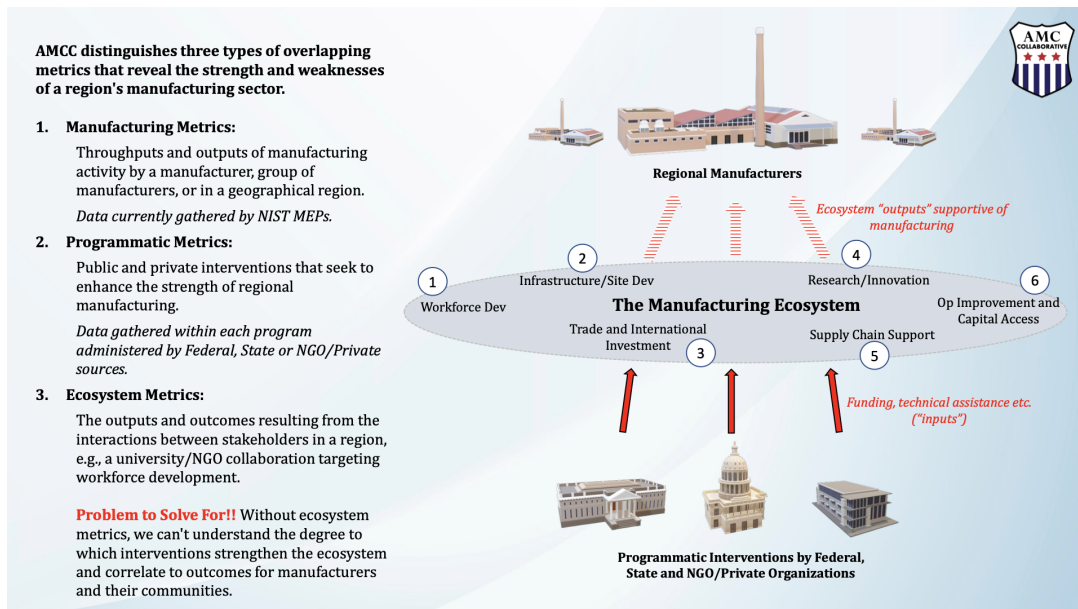 AMCC distinguishes three types of overlapping
metrics that reveal the strength and weaknesses
of a region's manufacturing sector.
1. Manufacturing Metrics:
Throughputs and outputs of manufacturing
activity by a manufacturer, group of
manufacturers, or in a geographical region.
Data currently gathered by NIST MEPs.
2. Programmatic Metrics:
Public and private interventions that seek to
enhance the strength of regional
manufacturing.
Data gathered within each program
administered by Federal, State or NGO/Private
sources.
3. Ecosystem Metrics:
The outputs and outcomes resulting from the
interactions between stakeholders in a region,
e.g., a university/NGO collaboration targeting
workforce development.
Problem to Solve For!! Without ecosystem
metrics, we can't understand the degree to
which interventions strengthen the ecosystem
and correlate to outcomes for manufacturers
and their communities.
AMC
COLLABORATIVE
Regional Manufacturers
Ecosystem "outputs" supportive of
manufacturing
1
Workforce Dev
2
Infrastructure/Site Dev
4
Research/Innovation
6
Op Improvement and
Capital Access
The Manufacturing Ecosystem
Trade and International
Investment
3
Supply Chain Support
5
Funding, technical assistance etc.
("inputs")
Programmatic Interventions by Federal,
State and NGO/Private Organizations